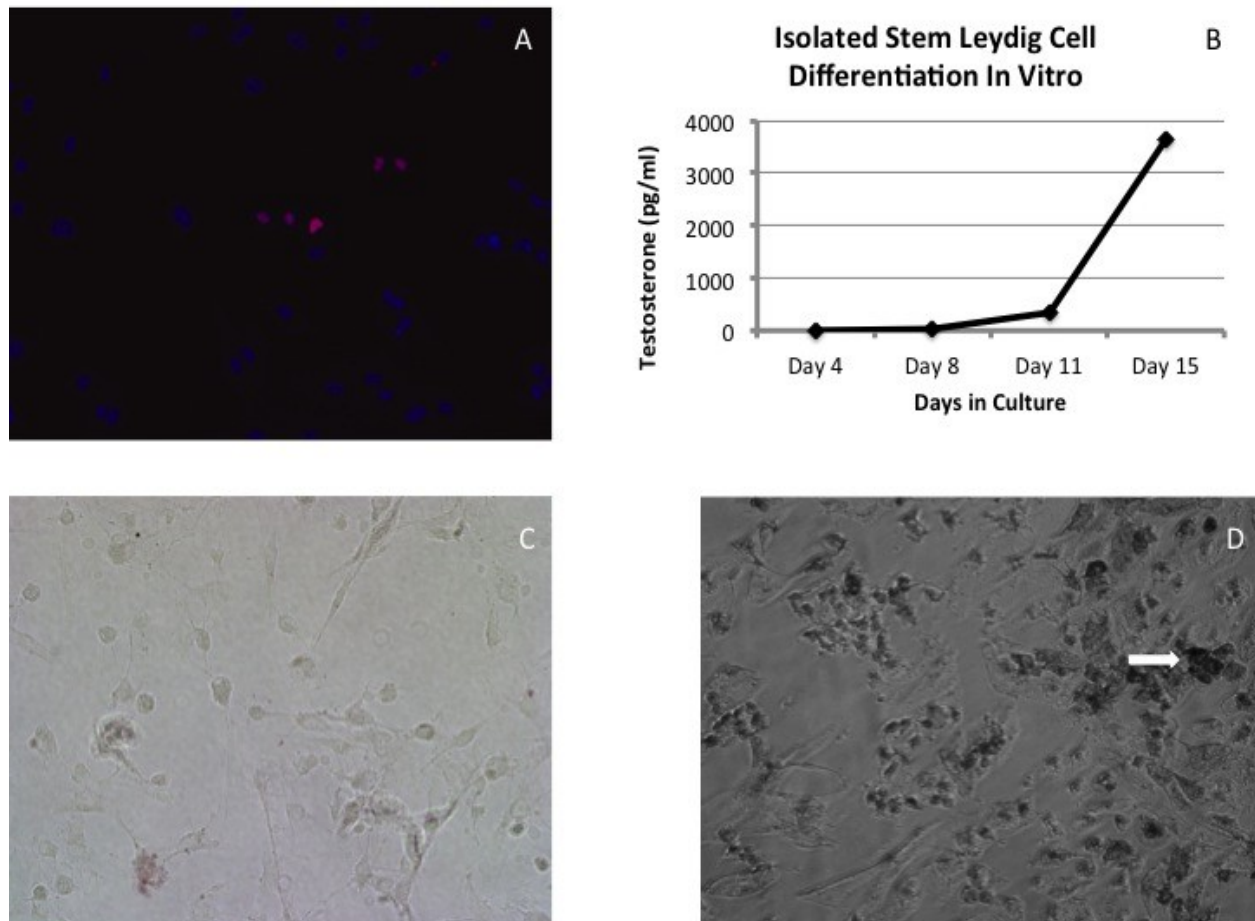 A
Isolated Stem Leydig Cell
Differentiation In Vitro
B
Testosterone (pg/ml)
4000
3000
2000
1000
0
Day 4 Day 8 Day 11 Day 15
Days in Culture
C
D